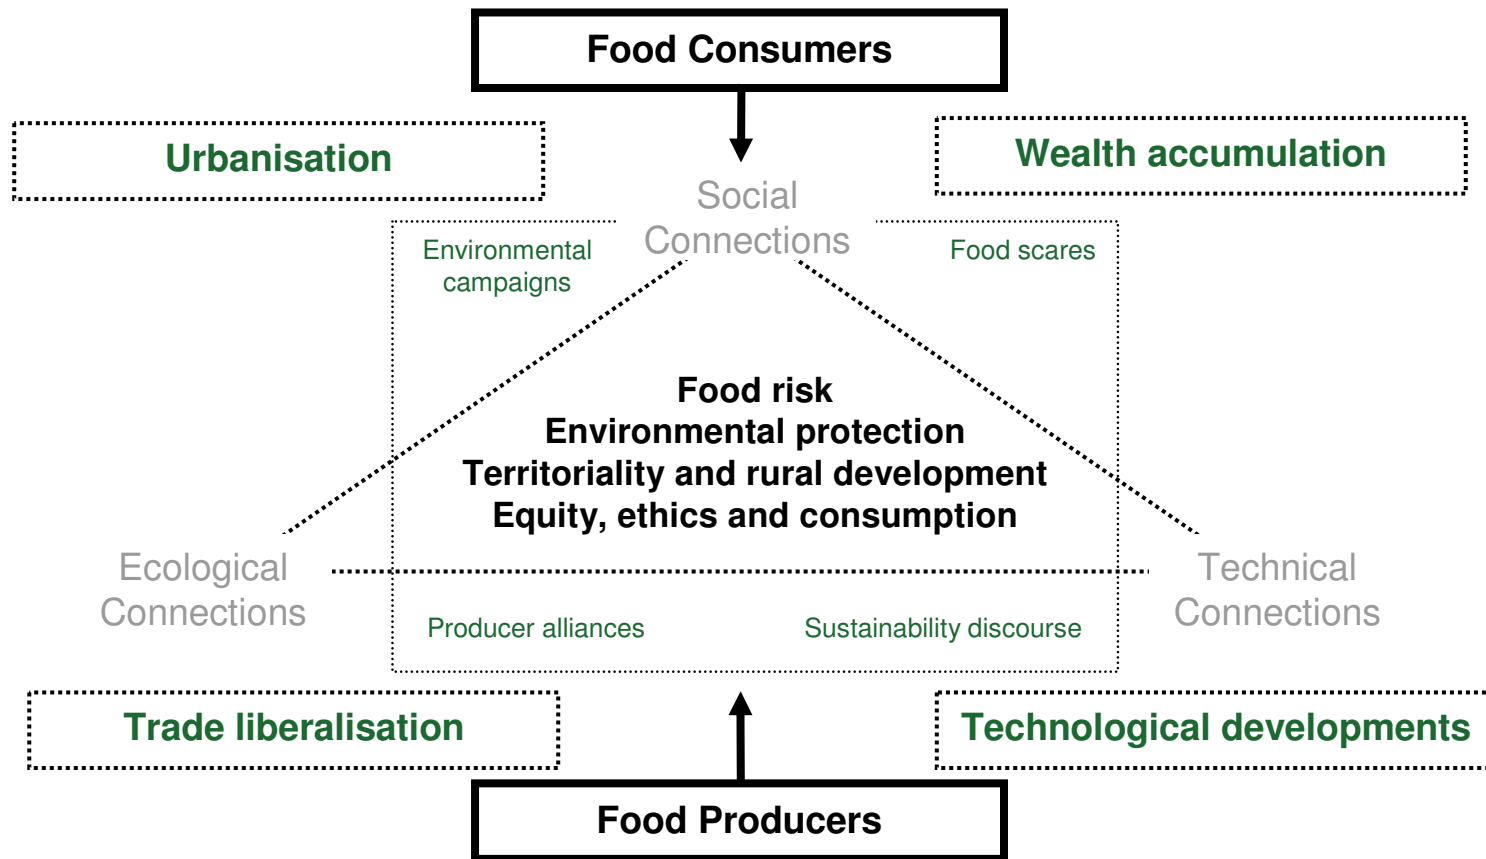 Food Consumers
Urbanisation
Wealth accumulation
Social
Connections
Environmental
campaigns
Food scares
Food risk
Environmental protection
Territoriality and rural development
Equity, ethics and consumption
Ecological
Connections
Technical
Connections
Producer alliances
Sustainability discourse
Trade liberalisation
Technological developments
Food Producers